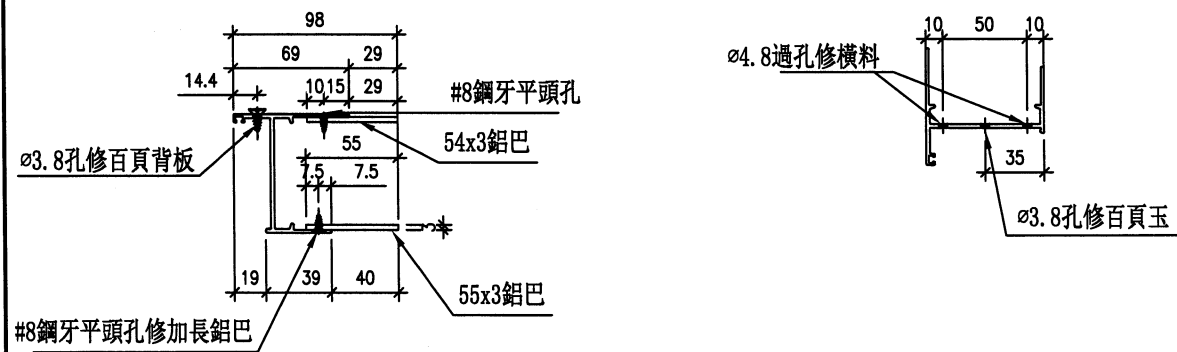 98
69 29
14.4 10 15 29
#8鋼牙平頭孔
54x3鋁巴
ø3.8孔修百頁背板
55
7.5 7.5
3
19 39 40
55x3鋁巴
#8鋼牙平頭孔修加長鋁巴
10 50 10
ø4.8過孔修橫料
35
ø3.8孔修百頁玉